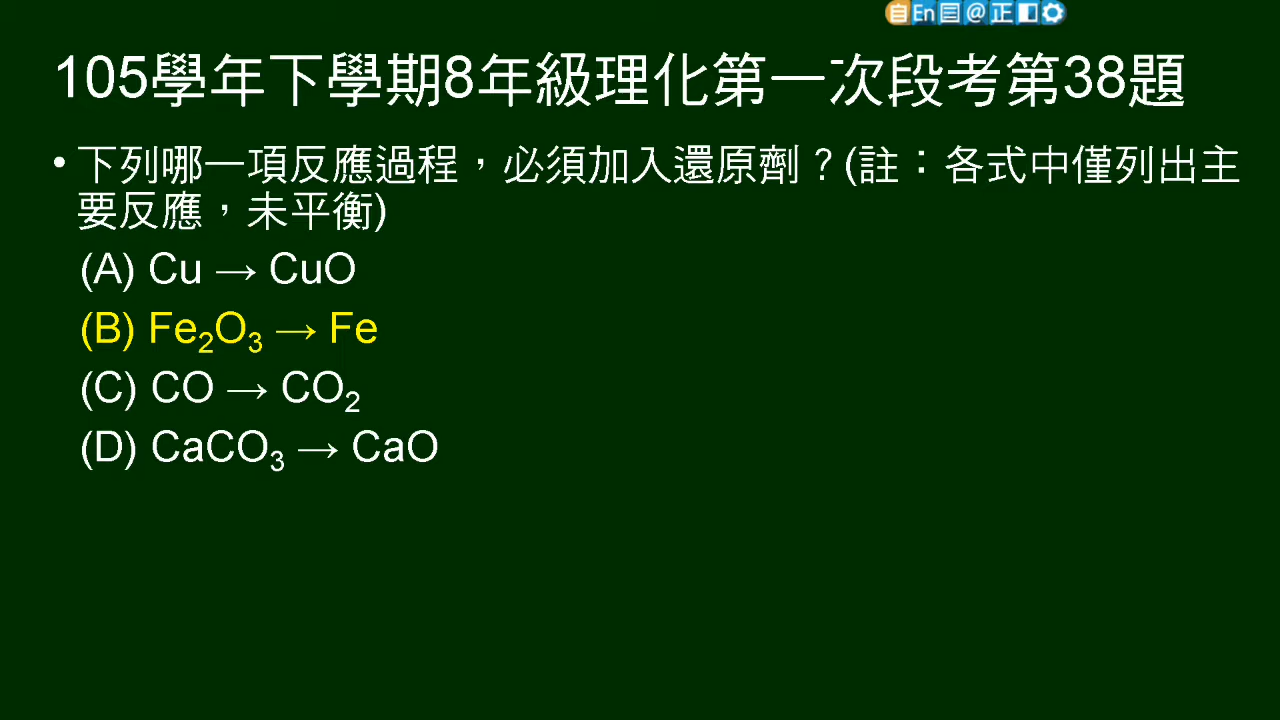 自En@正
105學年下學期8年級理化第一次段考第38題
• 下列哪一項反應過程，必須加入還原劑？(註：各式中僅列出主
要反應，未平衡)
(A) Cu → CuO
(B) Fe₂O₃ → Fe
(C) CO → CO₂
(D) CaCO₃ → CaO